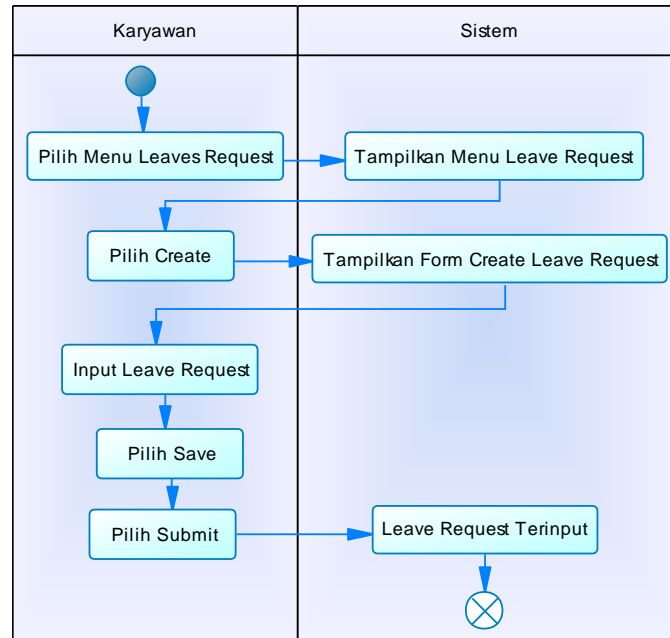 Karyawan
Sistem
Pilih Menu Leaves Request
Tampilkan Menu Leave Request
Pilih Create
Tampilkan Form Create Leave Request
Input Leave Request
Pilih Save
Pilih Submit
Leave Request Terinput